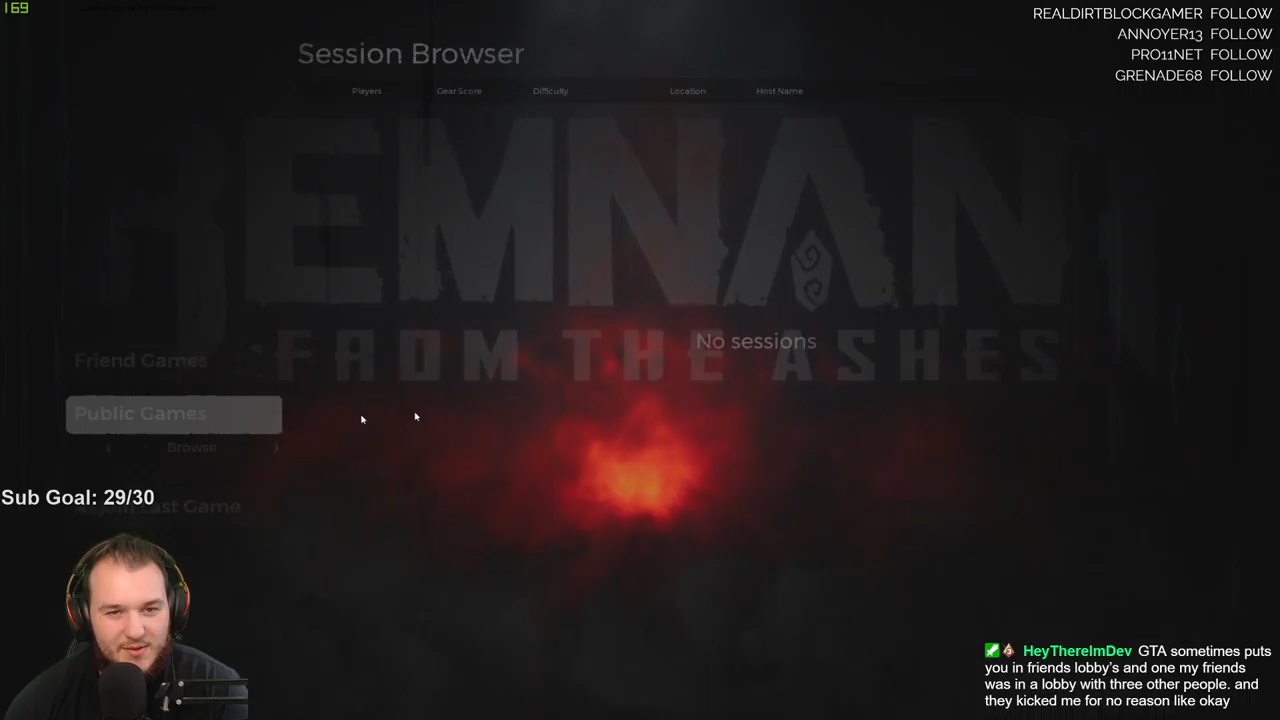 169
REALDIRTBLOCKGAMER FOLLOW
ANNOYER13 FOLLOW
PRO11NET FOLLOW
GRENADE68 FOLLOW
Session Browser
Players Gear Score Difficulty Location Host Name
REMNAN
FROM THE ASHES
No sessions
Friend Games
Public Games
Browse
Sub Goal: 29/30
Last Game
HeyThereImDev GTA sometimes puts
you in friends lobby's and one my friends
was in a lobby with three other people. and
they kicked me for no reason like okay